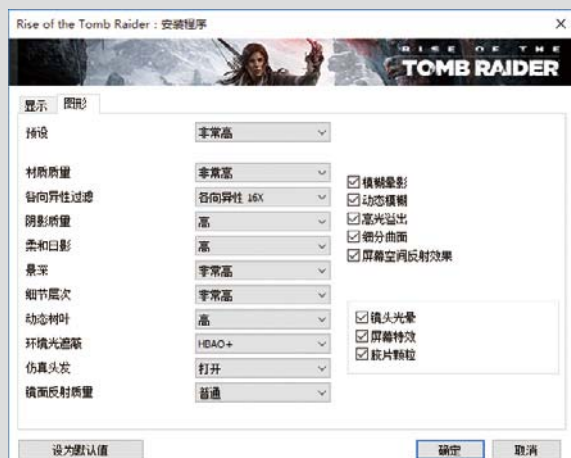 Rise of the Tomb Raider：安装程序
RISE OF THE
TOMB RAIDER
显示 图形
预设 非常高
材质质量 非常高
各向异性过滤 各向异性 16X
阴影质量 高
柔和日影 高
景深 非常高
细节层次 非常高
动态树叶 高
环境光遮蔽 HBAO+
仿真头发 打开
镜面反射质量 普通
模糊晕影
动态模糊
高光溢出
细分曲面
屏幕空间反射效果
镜头光晕
屏幕特效
胶片颗粒
设为默认值 确定 取消